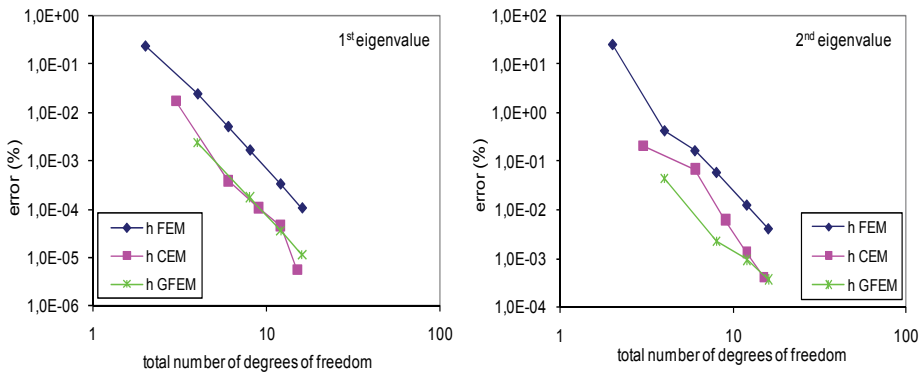 1st eigenvalue
error (%)
1,0E+00
1,0E-01
1,0E-02
1,0E-03
1,0E-04
1,0E-05
1,0E-06
h FEM
h CEM
h GFEM
1 10 100
total number of degrees of freedom
2nd eigenvalue
error (%)
1,0E+02
1,0E+01
1,0E+00
1,0E-01
1,0E-02
1,0E-03
1,0E-04
h FEM
h CEM
h GFEM
1 10 100
total number of degrees of freedom